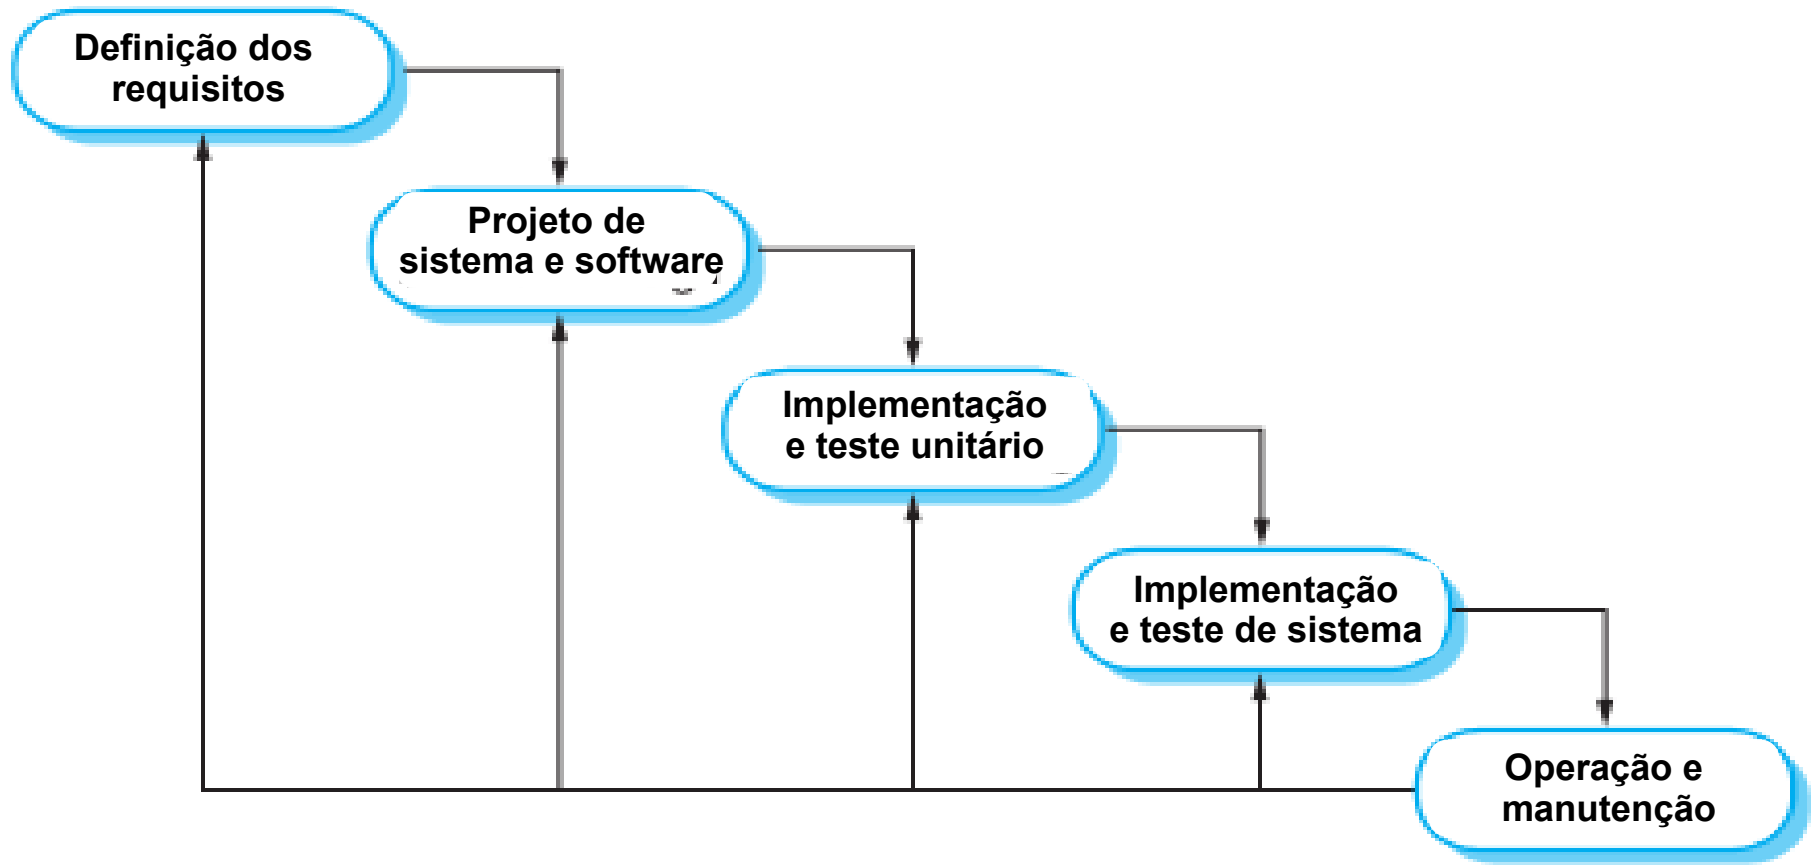 Definição dos
requisitos
Projeto de
sistema e software
Implementação
e teste unitário
Implementação
e teste de sistema
Operação e
manutenção